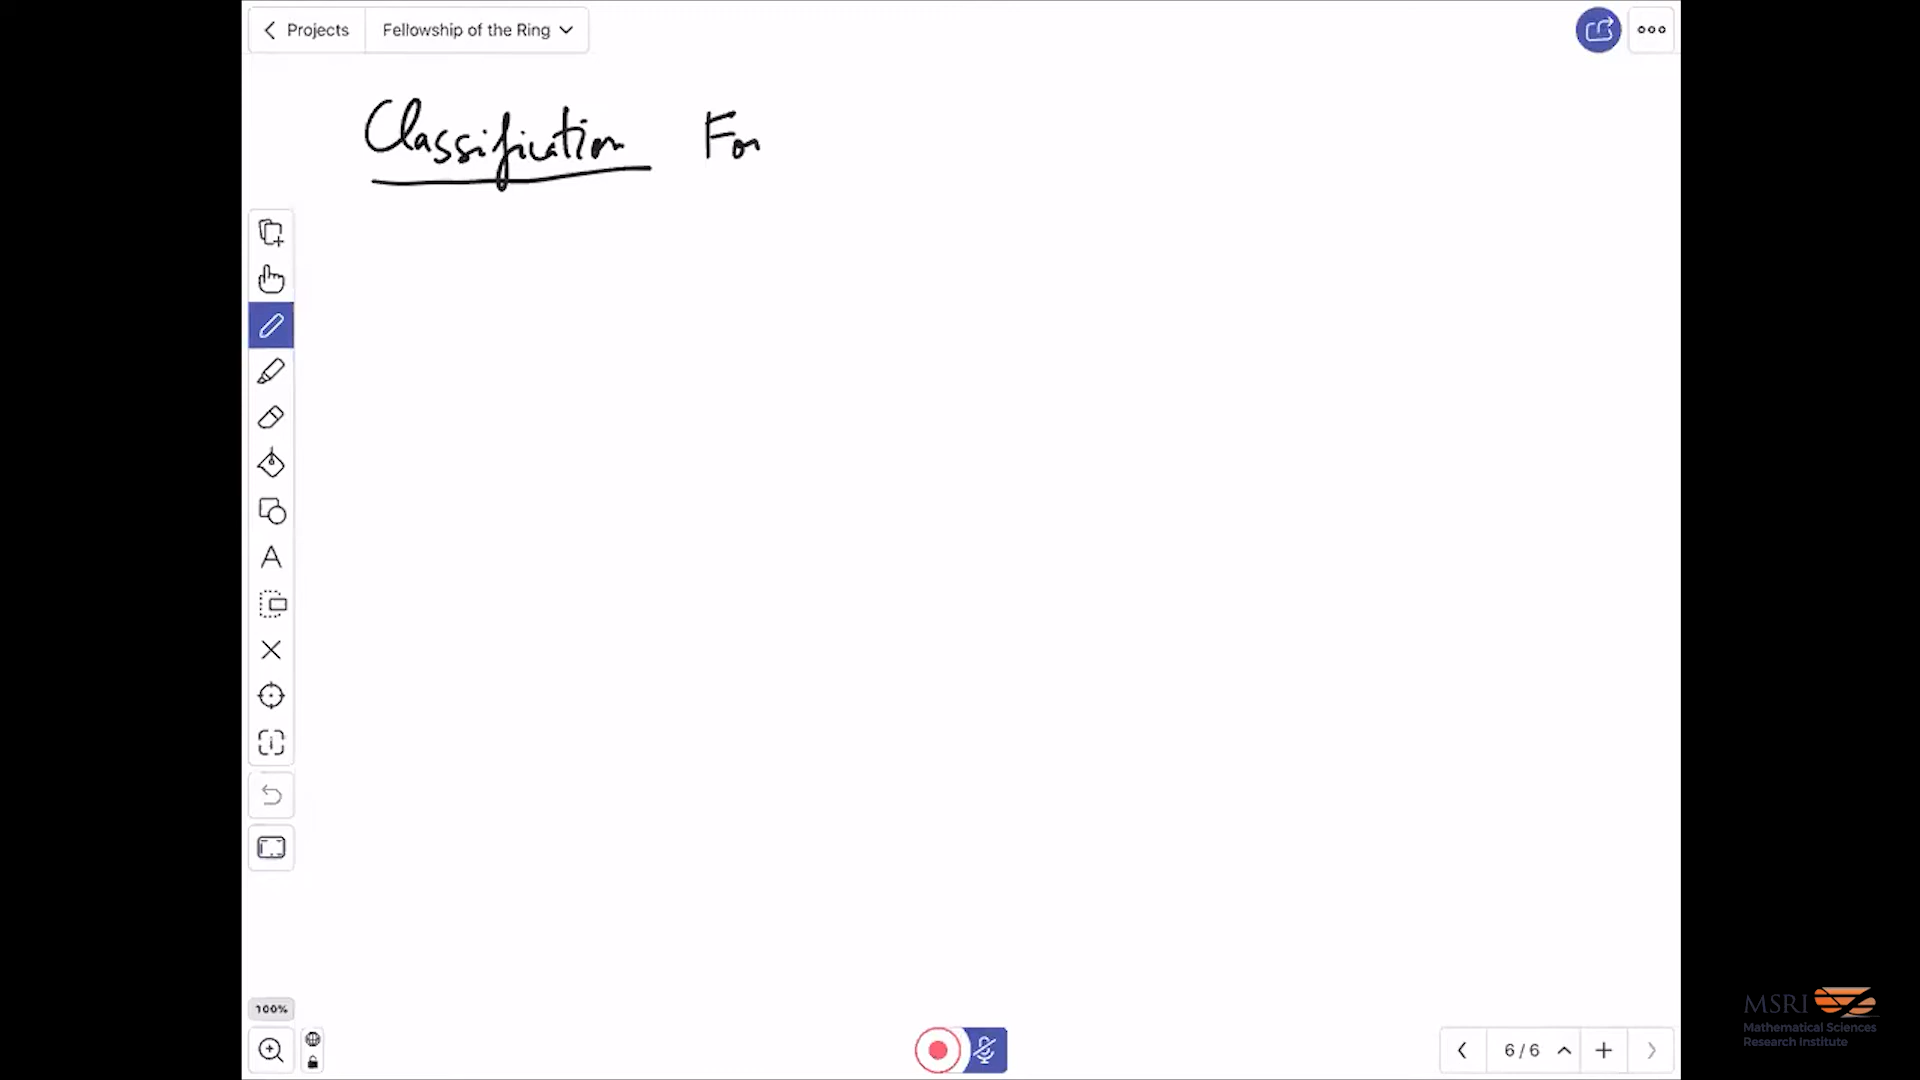 Projects
Fellowship of the Ring
Classification For
A
100%
6/6
MSRI
Mathematical Sciences
Research Institute